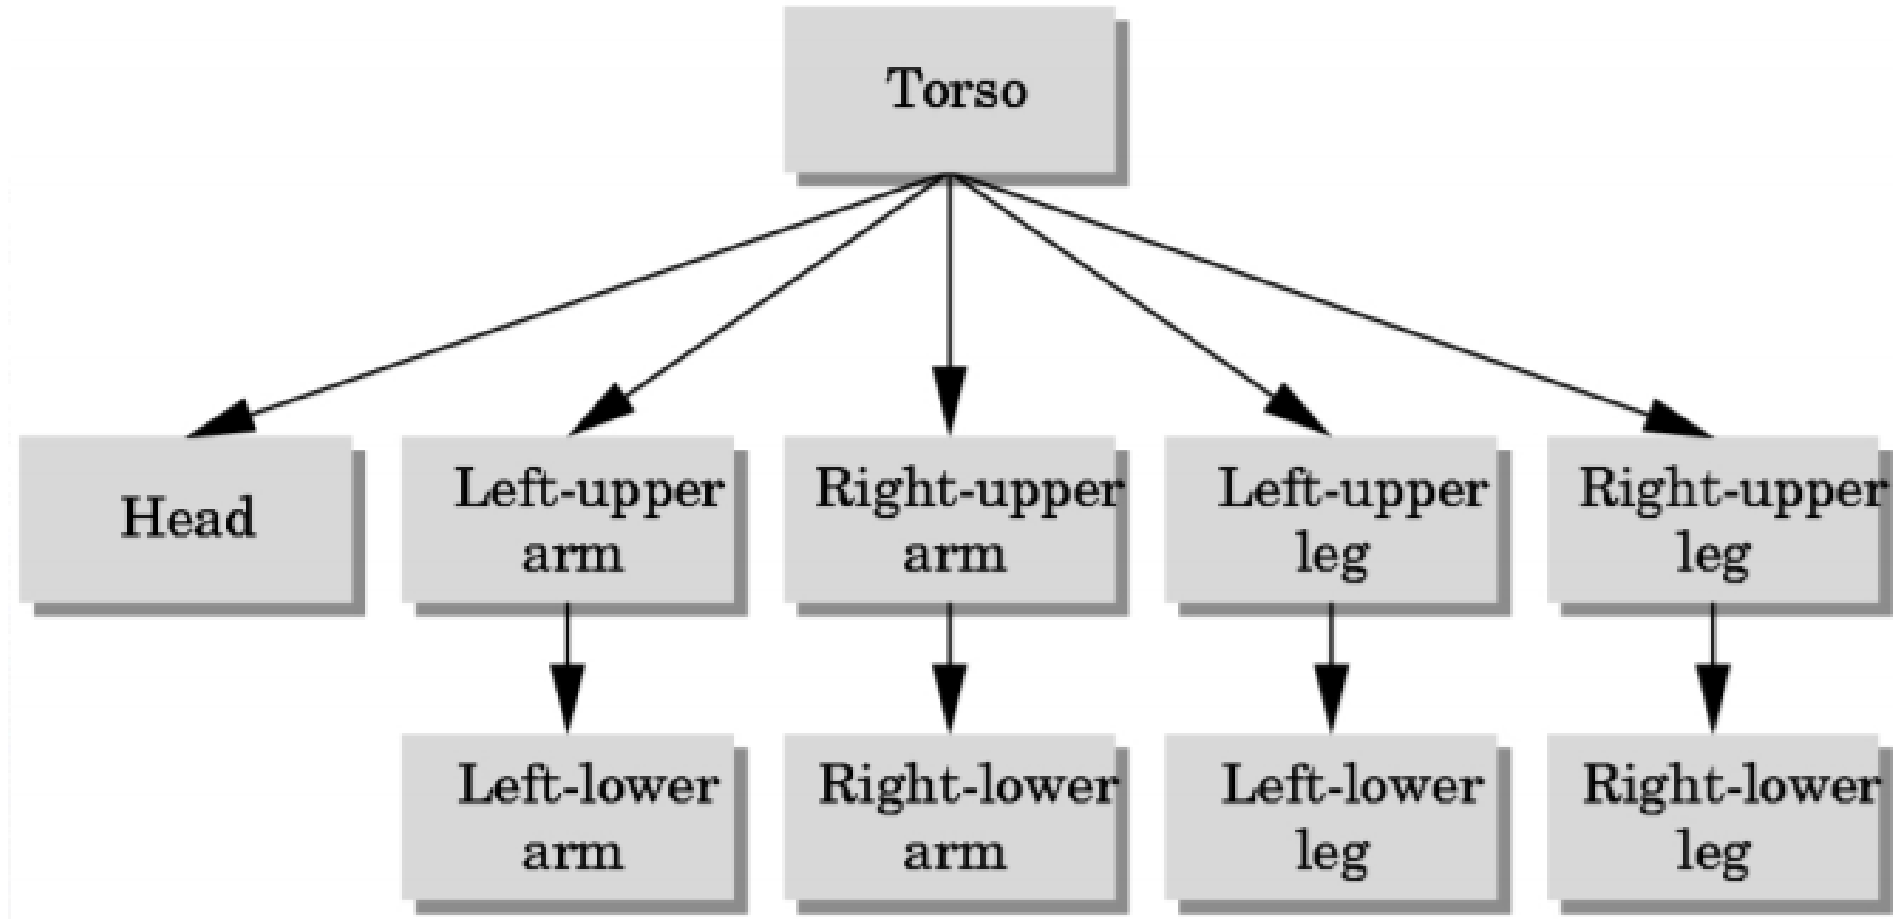 Torso
Head
Left-upper
arm
Right-upper
arm
Left-upper
leg
Right-upper
leg
Left-lower
arm
Right-lower
arm
Left-lower
leg
Right-lower
leg